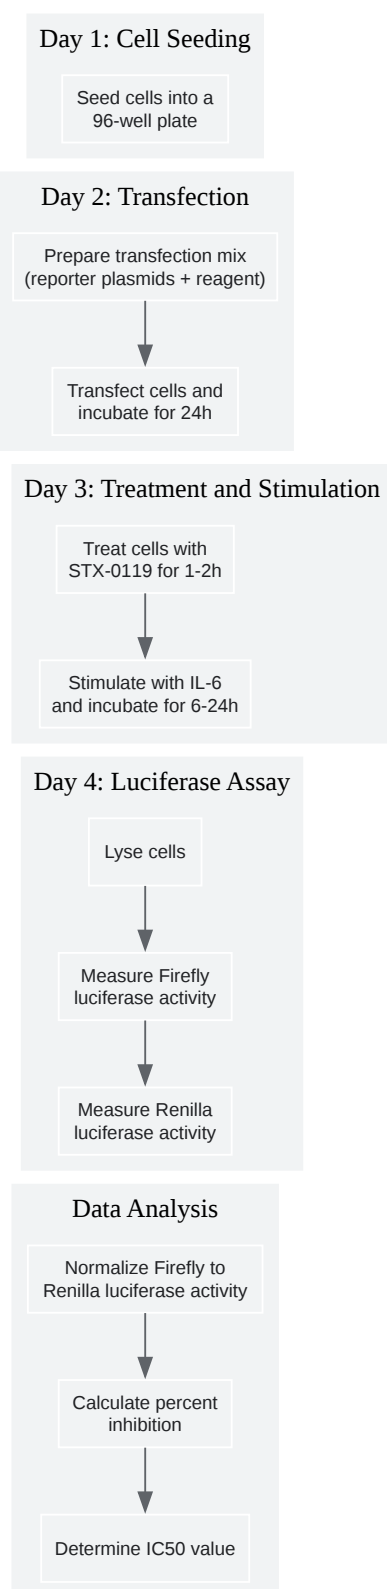 Day 1: Cell Seeding
Seed cells into a
96-well plate
Day 2: Transfection
Prepare transfection mix
(reporter plasmids + reagent)
Transfect cells and
incubate for 24h
Day 3: Treatment and Stimulation
Treat cells with
STX-0119 for 1-2h
Stimulate with IL-6
and incubate for 6-24h
Day 4: Luciferase Assay
Lyse cells
Measure Firefly
luciferase activity
Measure Renilla
luciferase activity
Data Analysis
Normalize Firefly to
Renilla luciferase activity
Calculate percent
inhibition
Determine IC50 value